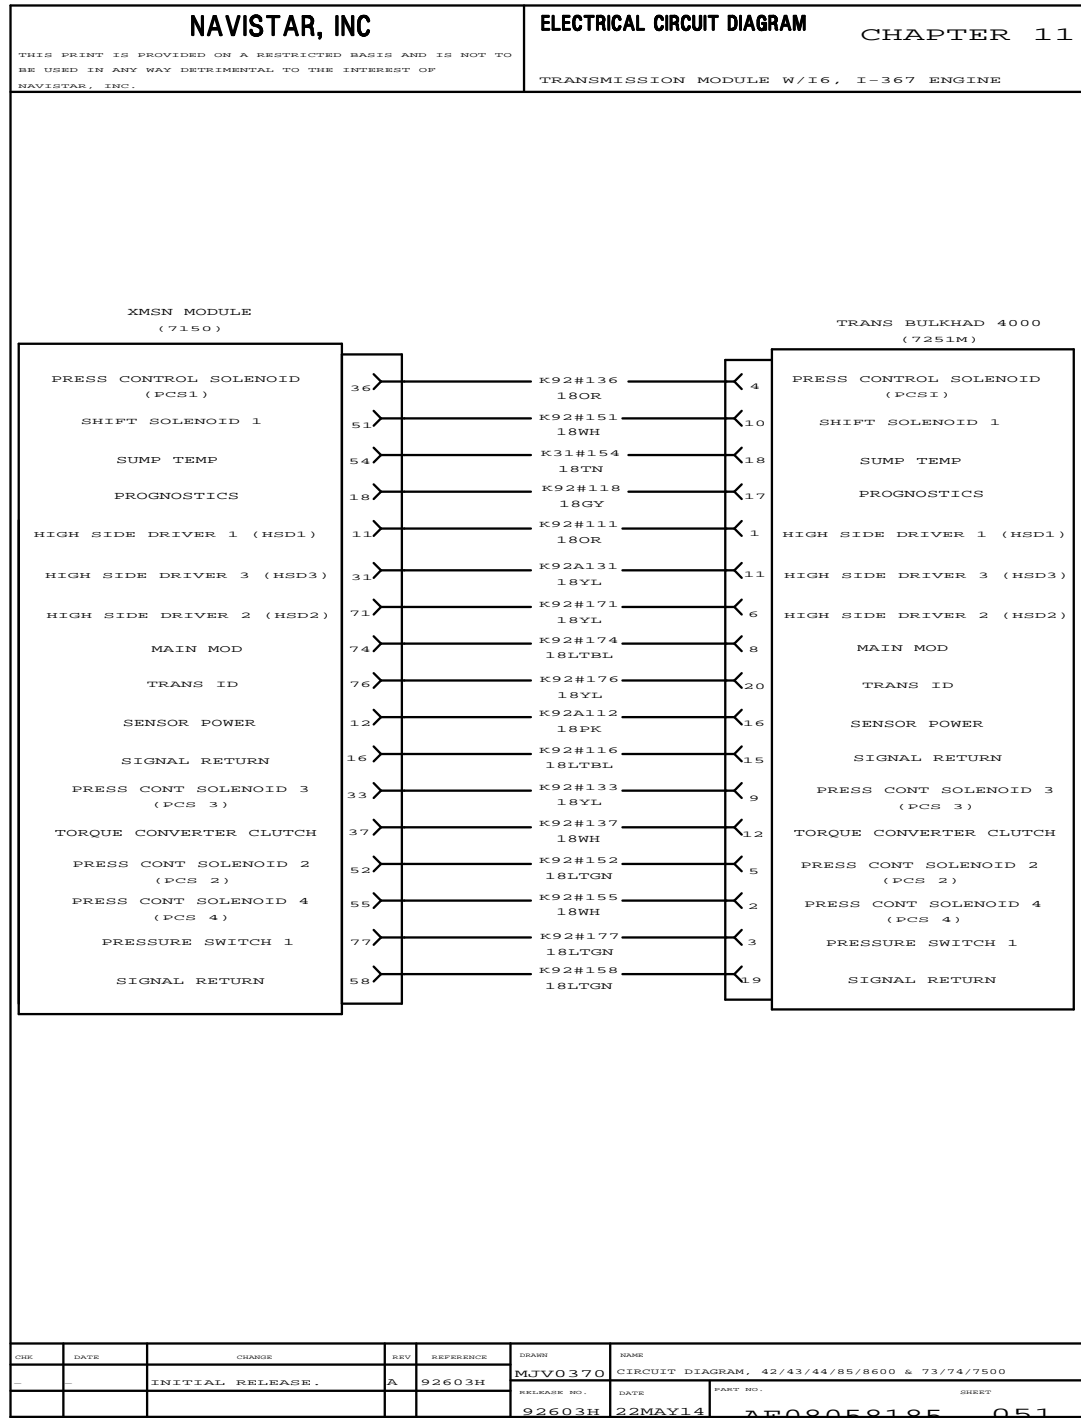 NAVISTAR, INC
THIS PRINT IS PROVIDED ON A RESTRICTED BASIS AND IS NOT TO
BE USED IN ANY WAY DETRIMENTAL TO THE INTEREST OF
NAVISTAR, INC.
ELECTRICAL CIRCUIT DIAGRAM
CHAPTER 11
TRANSMISSION MODULE W/I6, I-367 ENGINE
XMSN MODULE
(7150)
TRANS BULKHAD 4000
(7251M)
PRESS CONTROL SOLENOID
(PCS1)
36
K92#136
18OR
4
PRESS CONTROL SOLENOID
(PCSI)
SHIFT SOLENOID 1
51
K92#151
18WH
10
SHIFT SOLENOID 1
SUMP TEMP
54
K31#154
18TN
18
SUMP TEMP
PROGNOSTICS
18
K92#118
18GY
17
PROGNOSTICS
HIGH SIDE DRIVER 1 (HSD1)
11
K92#111
18OR
1
HIGH SIDE DRIVER 1 (HSD1)
HIGH SIDE DRIVER 3 (HSD3)
31
K92A131
18YL
11
HIGH SIDE DRIVER 3 (HSD3)
HIGH SIDE DRIVER 2 (HSD2)
71
K92#171
18YL
6
HIGH SIDE DRIVER 2 (HSD2)
MAIN MOD
74
K92#174
18LTBL
8
MAIN MOD
TRANS ID
76
K92#176
18YL
20
TRANS ID
SENSOR POWER
12
K92A112
18PK
16
SENSOR POWER
SIGNAL RETURN
16
K92#116
18LTBL
15
SIGNAL RETURN
PRESS CONT SOLENOID 3
(PCS 3)
33
K92#133
18YL
9
PRESS CONT SOLENOID 3
(PCS 3)
TORQUE CONVERTER CLUTCH
37
K92#137
18WH
12
TORQUE CONVERTER CLUTCH
PRESS CONT SOLENOID 2
(PCS 2)
52
K92#152
18LTGN
5
PRESS CONT SOLENOID 2
(PCS 2)
PRESS CONT SOLENOID 4
(PCS 4)
55
K92#155
18WH
2
PRESS CONT SOLENOID 4
(PCS 4)
PRESSURE SWITCH 1
77
K92#177
18LTGN
3
PRESSURE SWITCH 1
SIGNAL RETURN
58
K92#158
18LTGN
19
SIGNAL RETURN
CHK DATE CHANGE REV REFERENCE
- - INITIAL RELEASE. A 92603H
DRAWN
MJV0370
NAME
CIRCUIT DIAGRAM, 42/43/44/85/8600 & 73/74/7500
RELEASE NO.
92603H
DATE
22MAY14
PART NO.
AE08058185
SHEET
051